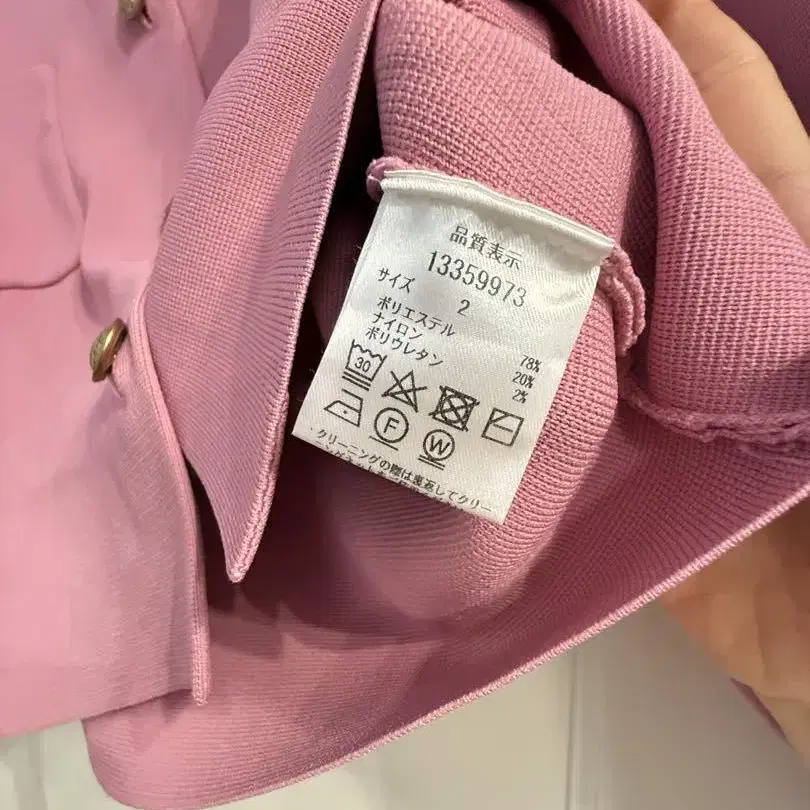 品質表示
13359973
サイズ 2
ポリエステル 78%
ナイロン 20%
ポリウレタン 2%
30
F W
クリーニングの際は裏返してクリー